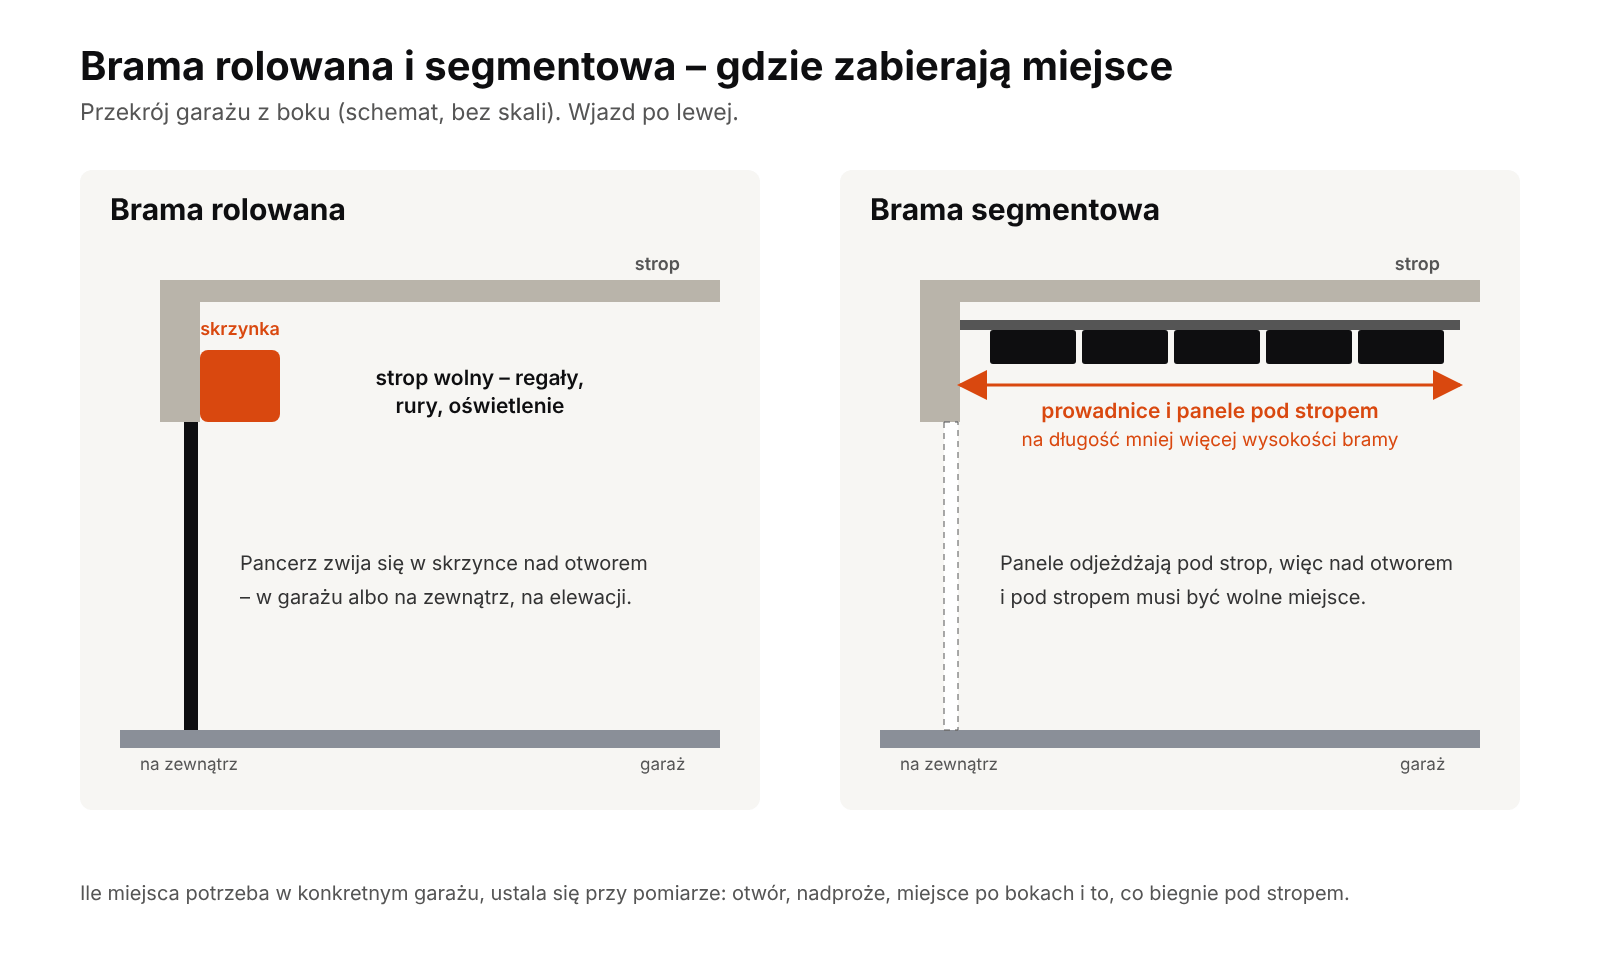 Brama rolowana i segmentowa – gdzie zabierają miejsce
Przekrój garażu z boku (schemat, bez skali). Wjazd po lewej.
Brama rolowana
strop
skrzynka
strop wolny – regały,
rury, oświetlenie
Pancerz zwija się w skrzynce nad otworem
– w garażu albo na zewnątrz, na elewacji.
na zewnątrz
garaż
Brama segmentowa
strop
prowadnice i panele pod stropem
na długość mniej więcej wysokości bramy
Panele odjeżdżają pod strop, więc nad otworem
i pod stropem musi być wolne miejsce.
na zewnątrz
garaż
Ile miejsca potrzeba w konkretnym garażu, ustala się przy pomiarze: otwór, nadproże, miejsce po bokach i to, co biegnie pod stropem.